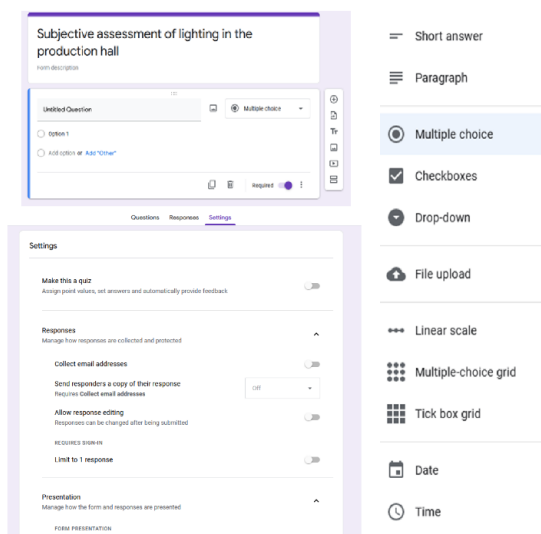 Subjective assessment of lighting in the
production hall
Form description
Untitled Question
Multiple choice
Option 1
Add option or Add "Other"
Tт
Required
Questions Responses Settings
Settings
Make this a quiz
Assign point values, set answers and automatically provide feedback
Responses
Manage how responses are collected and protected
Collect email addresses
Send responders a copy of their response
Requires Collect email addresses
Off
Allow response editing
Responses can be changed after being submitted
REQUIRES SIGN-IN
Limit to 1 response
Presentation
Manage how the form and responses are presented
FORM PRESENTATION
Short answer
Paragraph
Multiple choice
Checkboxes
Drop-down
File upload
Linear scale
Multiple-choice grid
Tick box grid
Date
Time